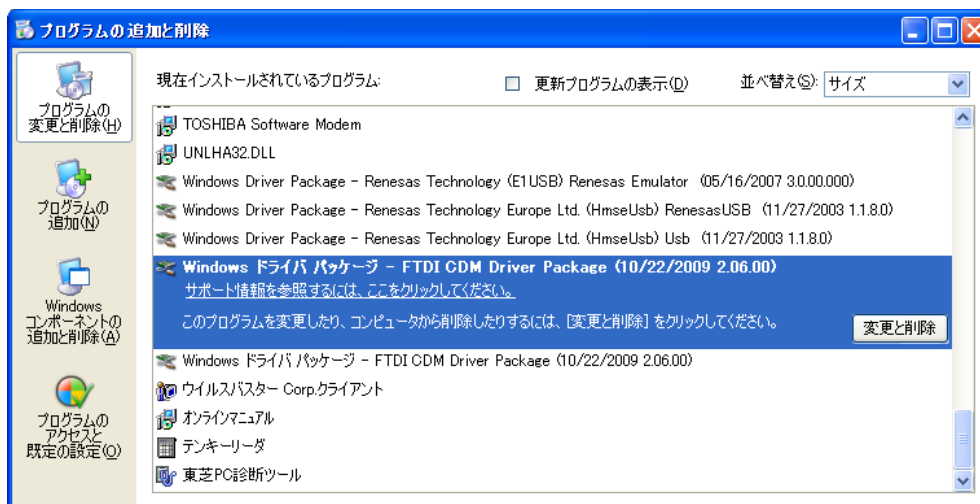 プログラムの追加と削除
プログラムの
変更と削除(H)
プログラムの
追加(N)
Windows
コンポーネントの
追加と削除(A)
プログラムの
アクセスと
既定の設定(O)
現在インストールされているプログラム:
更新プログラムの表示(D)
並べ替え(S):
サイズ
TOSHIBA Software Modem
UNLHA32.DLL
Windows Driver Package - Renesas Technology (E1USB) Renesas Emulator (05/16/2007 3.0.00.000)
Windows Driver Package - Renesas Technology Europe Ltd. (HmseUsb) RenesasUSB (11/27/2003 1.1.8.0)
Windows Driver Package - Renesas Technology Europe Ltd. (HmseUsb) Usb (11/27/2003 1.1.8.0)
Windows ドライバ パッケージ - FTDI CDM Driver Package (10/22/2009 2.06.00)
サポート情報を参照するには、ここをクリックしてください。
このプログラムを変更したり、コンピュータから削除したりするには、[変更と削除] をクリックしてください。
変更と削除
Windows ドライバ パッケージ - FTDI CDM Driver Package (10/22/2009 2.06.00)
ウイルスバスター Corp.クライアント
オンラインマニュアル
テンキーリーダ
東芝PC診断ツール